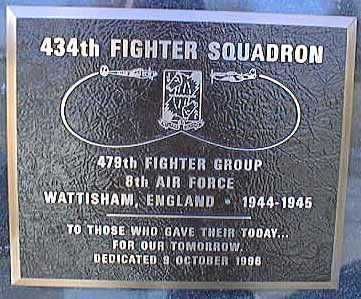 434th FIGHTER SQUADRON
479th FIGHTER GROUP
8th AIR FORCE
WATTISHAM, ENGLAND • 1944-1945
TO THOSE WHO GAVE THEIR TODAY...
FOR OUR TOMORROW.
DEDICATED 9 OCTOBER 1996